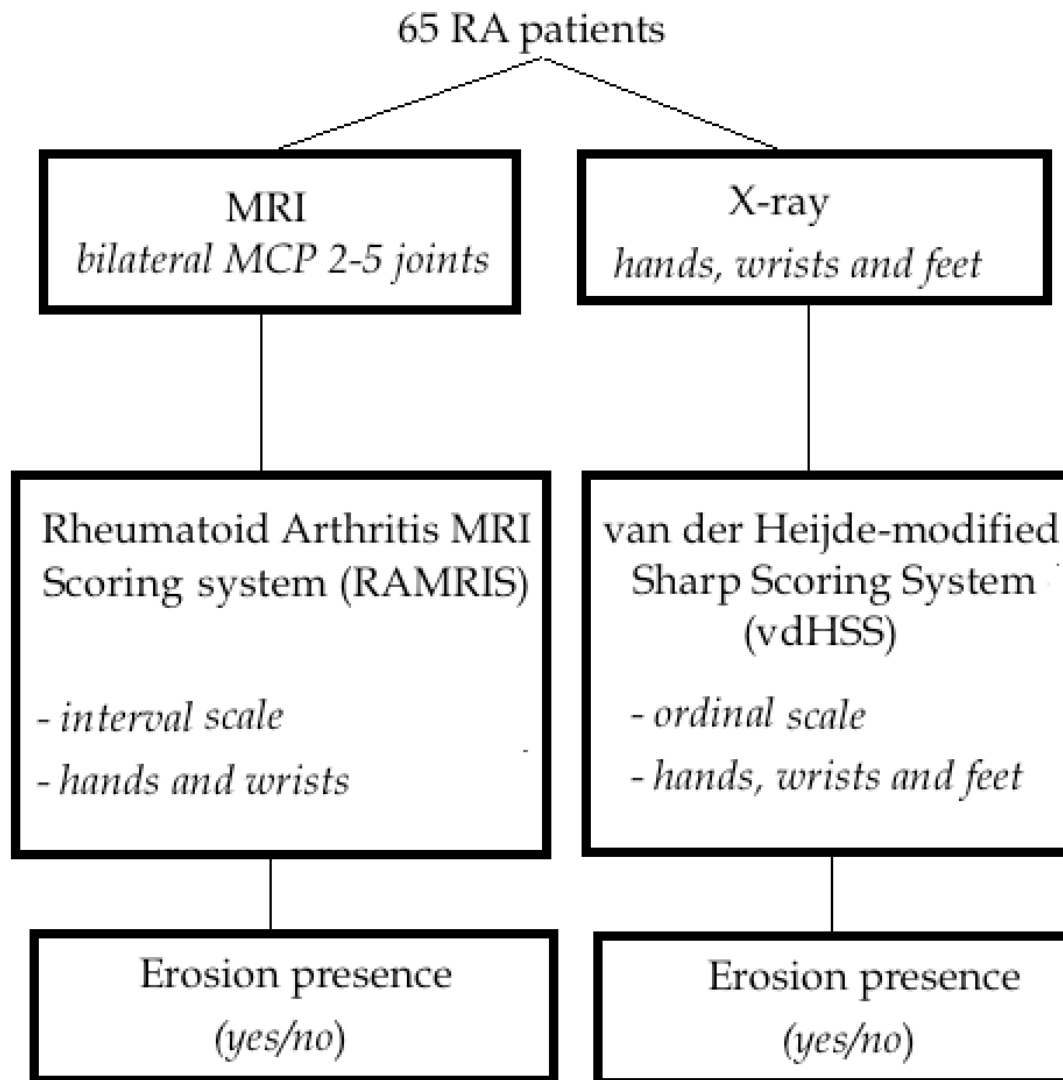 65 RA patients
MRI
bilateral MCP 2-5 joints
X-ray
hands, wrists and feet
Rheumatoid Arthritis MRI
Scoring system (RAMRIS)
- interval scale
- hands and wrists
van der Heijde-modified
Sharp Scoring System
(vdHSS)
- ordinal scale
- hands, wrists and feet
Erosion presence
(yes/no)
Erosion presence
(yes/no)